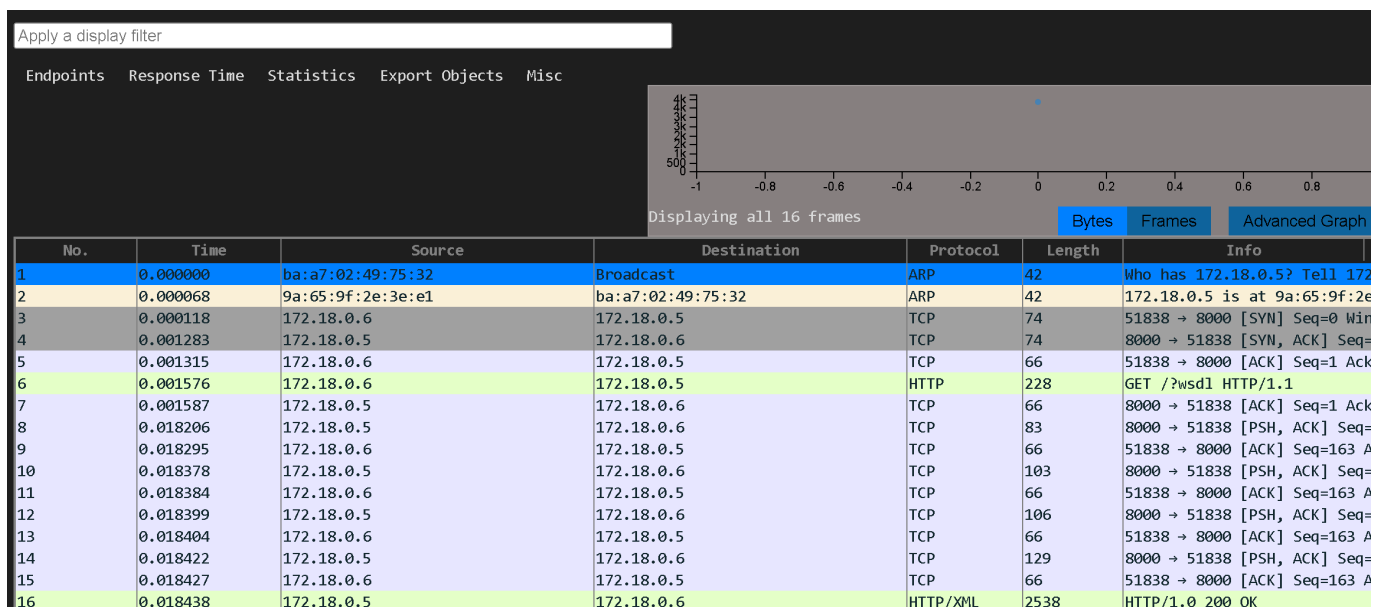 Apply a display filter
Endpoints Response Time Statistics Export Objects Misc
4k
4k
3k
3k
2k
2k
1k
500
0
-1 -0.8 -0.6 -0.4 -0.2 0 0.2 0.4 0.6 0.8
Displaying all 16 frames Bytes Frames Advanced Graph
No. Time Source Destination Protocol Length Info
1 0.000000 ba:a7:02:49:75:32 Broadcast ARP 42 Who has 172.18.0.5? Tell 172
2 0.000068 9a:65:9f:2e:3e:e1 ba:a7:02:49:75:32 ARP 42 172.18.0.5 is at 9a:65:9f:2e
3 0.000118 172.18.0.6 172.18.0.5 TCP 74 51838 → 8000 [SYN] Seq=0 Win
4 0.001283 172.18.0.5 172.18.0.6 TCP 74 8000 → 51838 [SYN, ACK] Seq=
5 0.001315 172.18.0.6 172.18.0.5 TCP 66 51838 → 8000 [ACK] Seq=1 Ack
6 0.001576 172.18.0.6 172.18.0.5 HTTP 228 GET /?wsdl HTTP/1.1
7 0.001587 172.18.0.5 172.18.0.6 TCP 66 8000 → 51838 [ACK] Seq=1 Ack
8 0.018206 172.18.0.5 172.18.0.6 TCP 83 8000 → 51838 [PSH, ACK] Seq=
9 0.018295 172.18.0.6 172.18.0.5 TCP 66 51838 → 8000 [ACK] Seq=163 A
10 0.018378 172.18.0.5 172.18.0.6 TCP 103 8000 → 51838 [PSH, ACK] Seq=
11 0.018384 172.18.0.6 172.18.0.5 TCP 66 51838 → 8000 [ACK] Seq=163 A
12 0.018399 172.18.0.5 172.18.0.6 TCP 106 8000 → 51838 [PSH, ACK] Seq=
13 0.018404 172.18.0.6 172.18.0.5 TCP 66 51838 → 8000 [ACK] Seq=163 A
14 0.018422 172.18.0.5 172.18.0.6 TCP 129 8000 → 51838 [PSH, ACK] Seq=
15 0.018427 172.18.0.6 172.18.0.5 TCP 66 51838 → 8000 [ACK] Seq=163 A
16 0.018438 172.18.0.5 172.18.0.6 HTTP/XML 2538 HTTP/1.0 200 OK